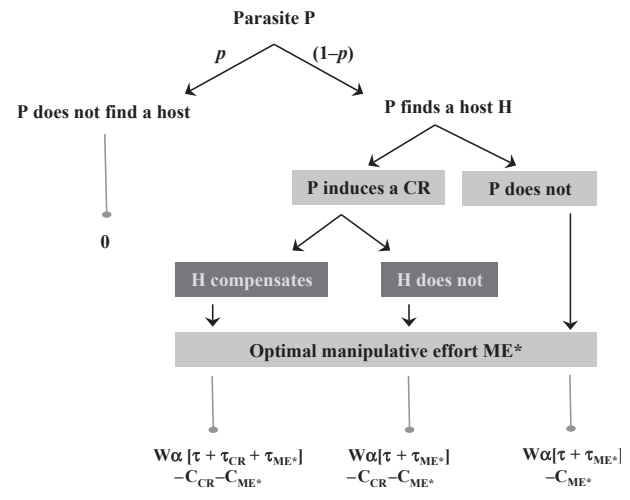 Parasite P
p
(1–p)
P does not find a host
P finds a host H
P induces a CR
P does not
0
H compensates
H does not
Optimal manipulative effort ME*
Wα [τ + τCR + τME*]
–CCR–CME*
Wα[τ + τME*]
–CCR–CME*
Wα[τ + τME*]
–CME*